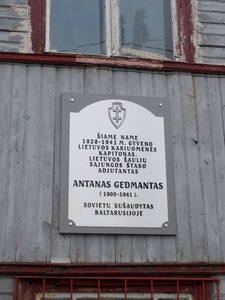 ŠIAME NAME
1928-1941 M. GYVENO
LIETUVOS KARIUOMENĖS
KAPITONAS,
LIETUVOS ŠAULIŲ
SĄJUNGOS ŠTABO
ADJUTANTAS
ANTANAS GEDMANTAS
(1900-1941).
SOVIETŲ SUŠAUDYTAS
BALTARUSIJOJE